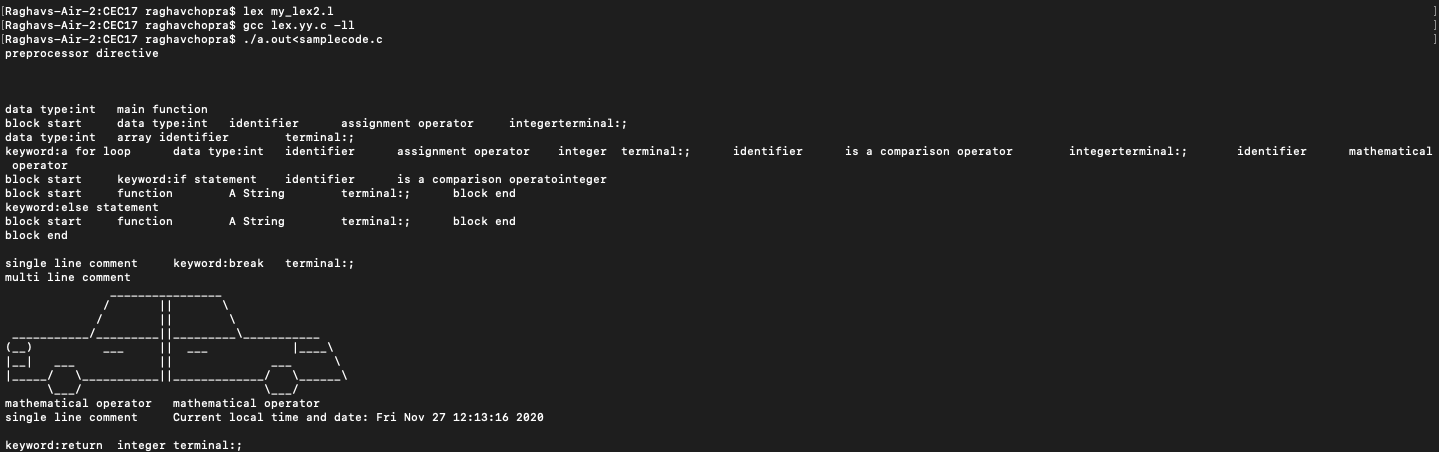 [Raghavs-Air-2:CEC17 raghavchopra$ lex my_lex2.l ]
[Raghavs-Air-2:CEC17 raghavchopra$ gcc lex.yy.c -ll ]
[Raghavs-Air-2:CEC17 raghavchopra$ ./a.out<samplecode.c ]
preprocessor directive
data type:int   main function
block start     data type:int   identifier      assignment operator     integerterminal:;
data type:int   array identifier        terminal:;
keyword:a for loop      data type:int   identifier      assignment operator    integer  terminal:;      identifier      is a comparison operator        integerterminal:;       identifier      mathematical
 operator
block start     keyword:if statement    identifier      is a comparison operatointeger
block start     function        A String        terminal:;      block end
keyword:else statement
block start     function        A String        terminal:;      block end
block end
single line comment     keyword:break   terminal:;
multi line comment
               ________________
              /       ||       \
             /        ||        \
 ___________/_________||_________\___________
(__)          ___     ||  ___            |____\
|__|   ___            ||              ___      \
|_____/   \___________||_____________/   \______\
      \___/                          \___/
mathematical operator   mathematical operator
single line comment     Current local time and date: Fri Nov 27 12:13:16 2020
keyword:return  integer terminal:;